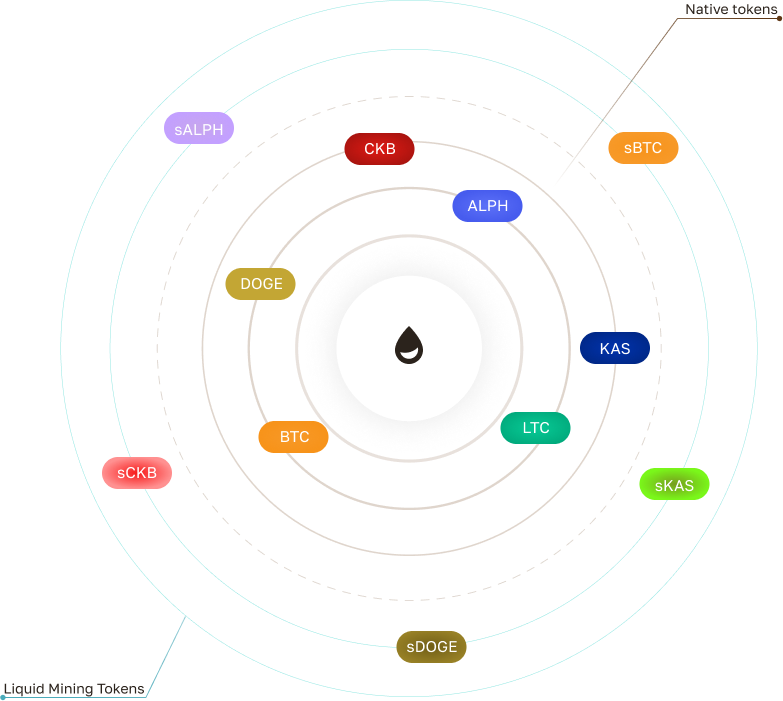 Native tokens
sALPH
CKB
sBTC
ALPH
DOGE
KAS
LTC
BTC
sCKB
sKAS
sDOGE
Liquid Mining Tokens